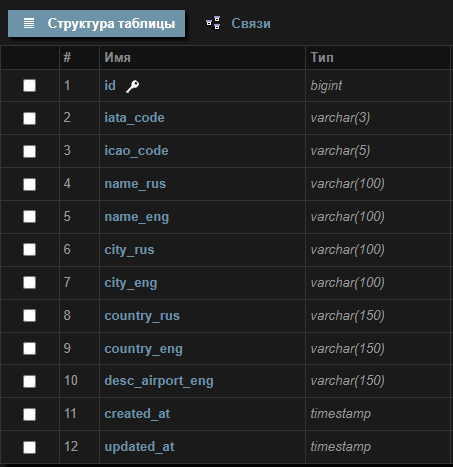 Структура таблицы Связи
# Имя Тип
1 id bigint
2 iata_code varchar(3)
3 icao_code varchar(5)
4 name_rus varchar(100)
5 name_eng varchar(100)
6 city_rus varchar(100)
7 city_eng varchar(100)
8 country_rus varchar(150)
9 country_eng varchar(150)
10 desc_airport_eng varchar(150)
11 created_at timestamp
12 updated_at timestamp